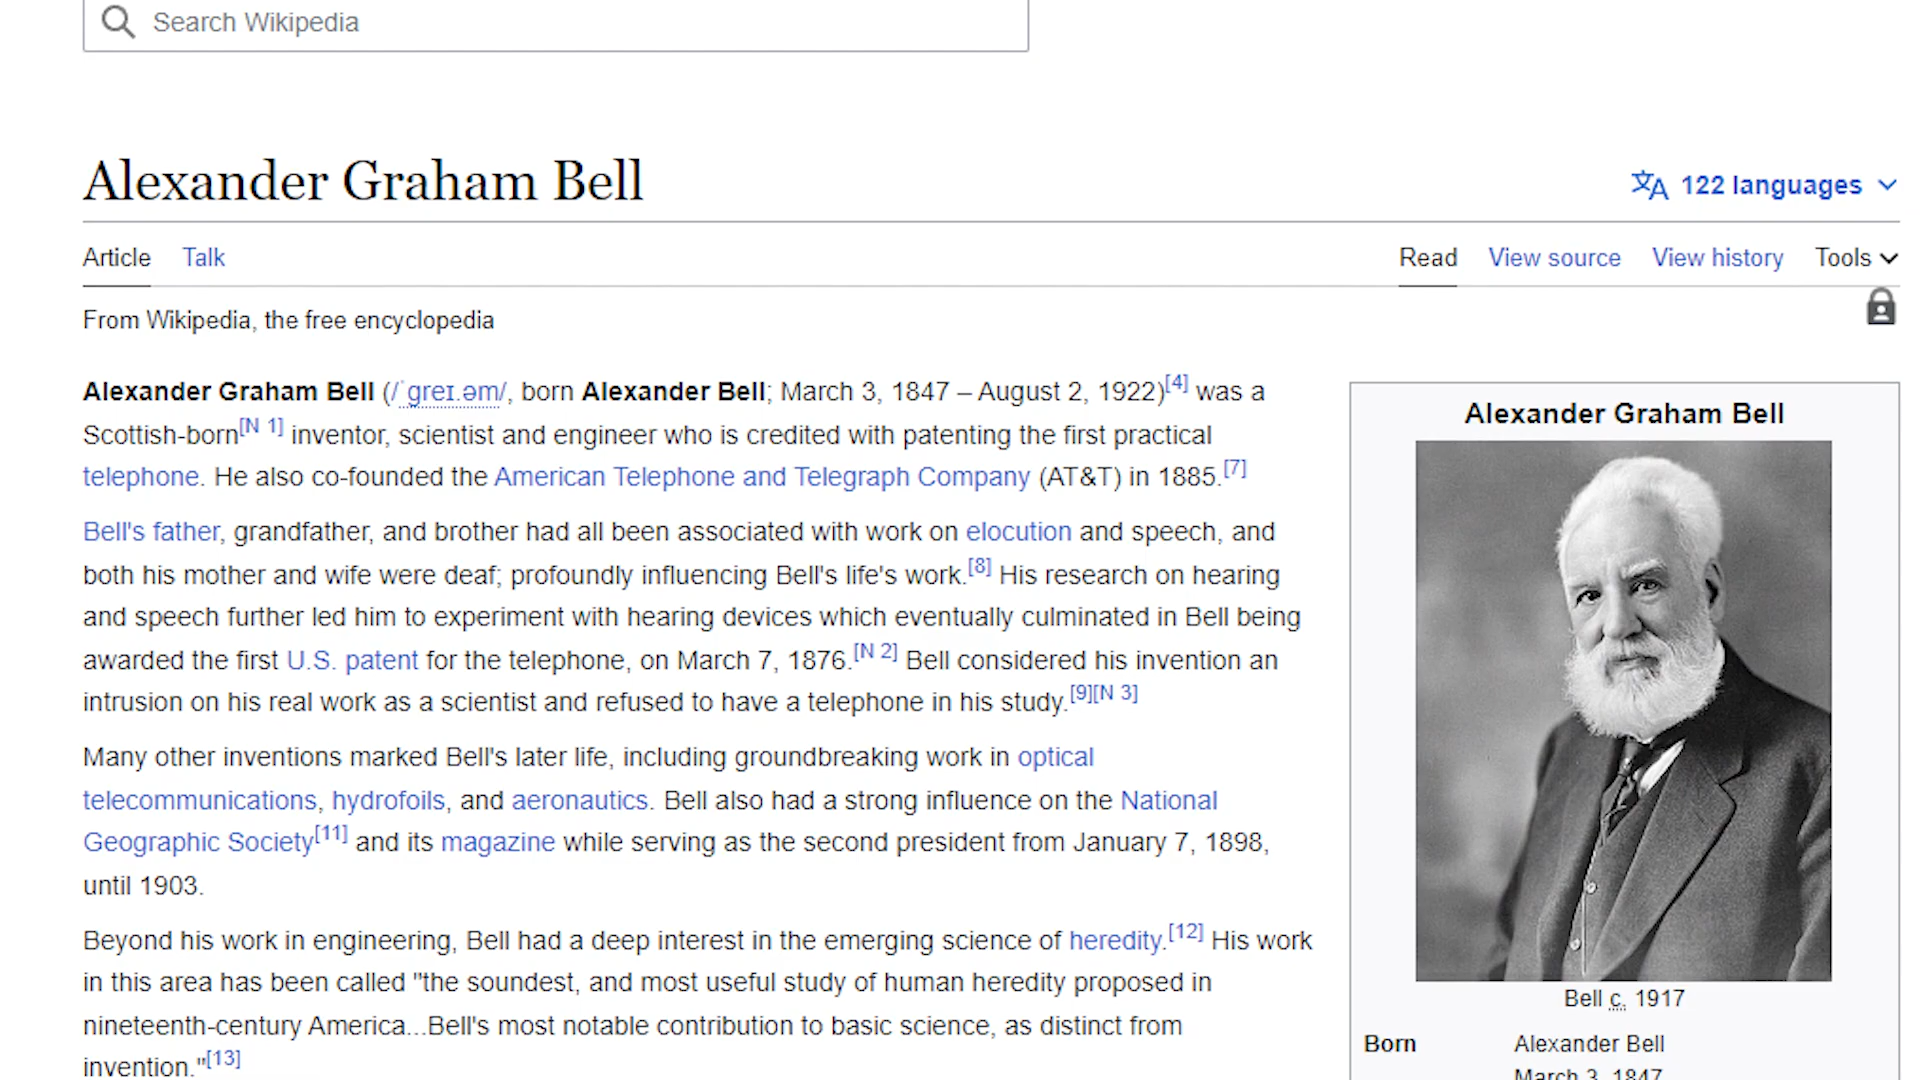 Search Wikipedia
Alexander Graham Bell
122 languages
Article Talk
Read View source View history Tools
From Wikipedia, the free encyclopedia
Alexander Graham Bell (/ˈɡreɪ.əm/, born Alexander Bell; March 3, 1847 – August 2, 1922)[4] was a
Scottish-born[N 1] inventor, scientist and engineer who is credited with patenting the first practical
telephone. He also co-founded the American Telephone and Telegraph Company (AT&T) in 1885.[7]
Bell's father, grandfather, and brother had all been associated with work on elocution and speech, and
both his mother and wife were deaf; profoundly influencing Bell's life's work.[8] His research on hearing
and speech further led him to experiment with hearing devices which eventually culminated in Bell being
awarded the first U.S. patent for the telephone, on March 7, 1876.[N 2] Bell considered his invention an
intrusion on his real work as a scientist and refused to have a telephone in his study.[9][N 3]
Many other inventions marked Bell's later life, including groundbreaking work in optical
telecommunications, hydrofoils, and aeronautics. Bell also had a strong influence on the National
Geographic Society[11] and its magazine while serving as the second president from January 7, 1898,
until 1903.
Beyond his work in engineering, Bell had a deep interest in the emerging science of heredity.[12] His work
in this area has been called "the soundest, and most useful study of human heredity proposed in
nineteenth-century America...Bell's most notable contribution to basic science, as distinct from
invention."[13]
Alexander Graham Bell
Bell c. 1917
Born Alexander Bell
March 3, 1847